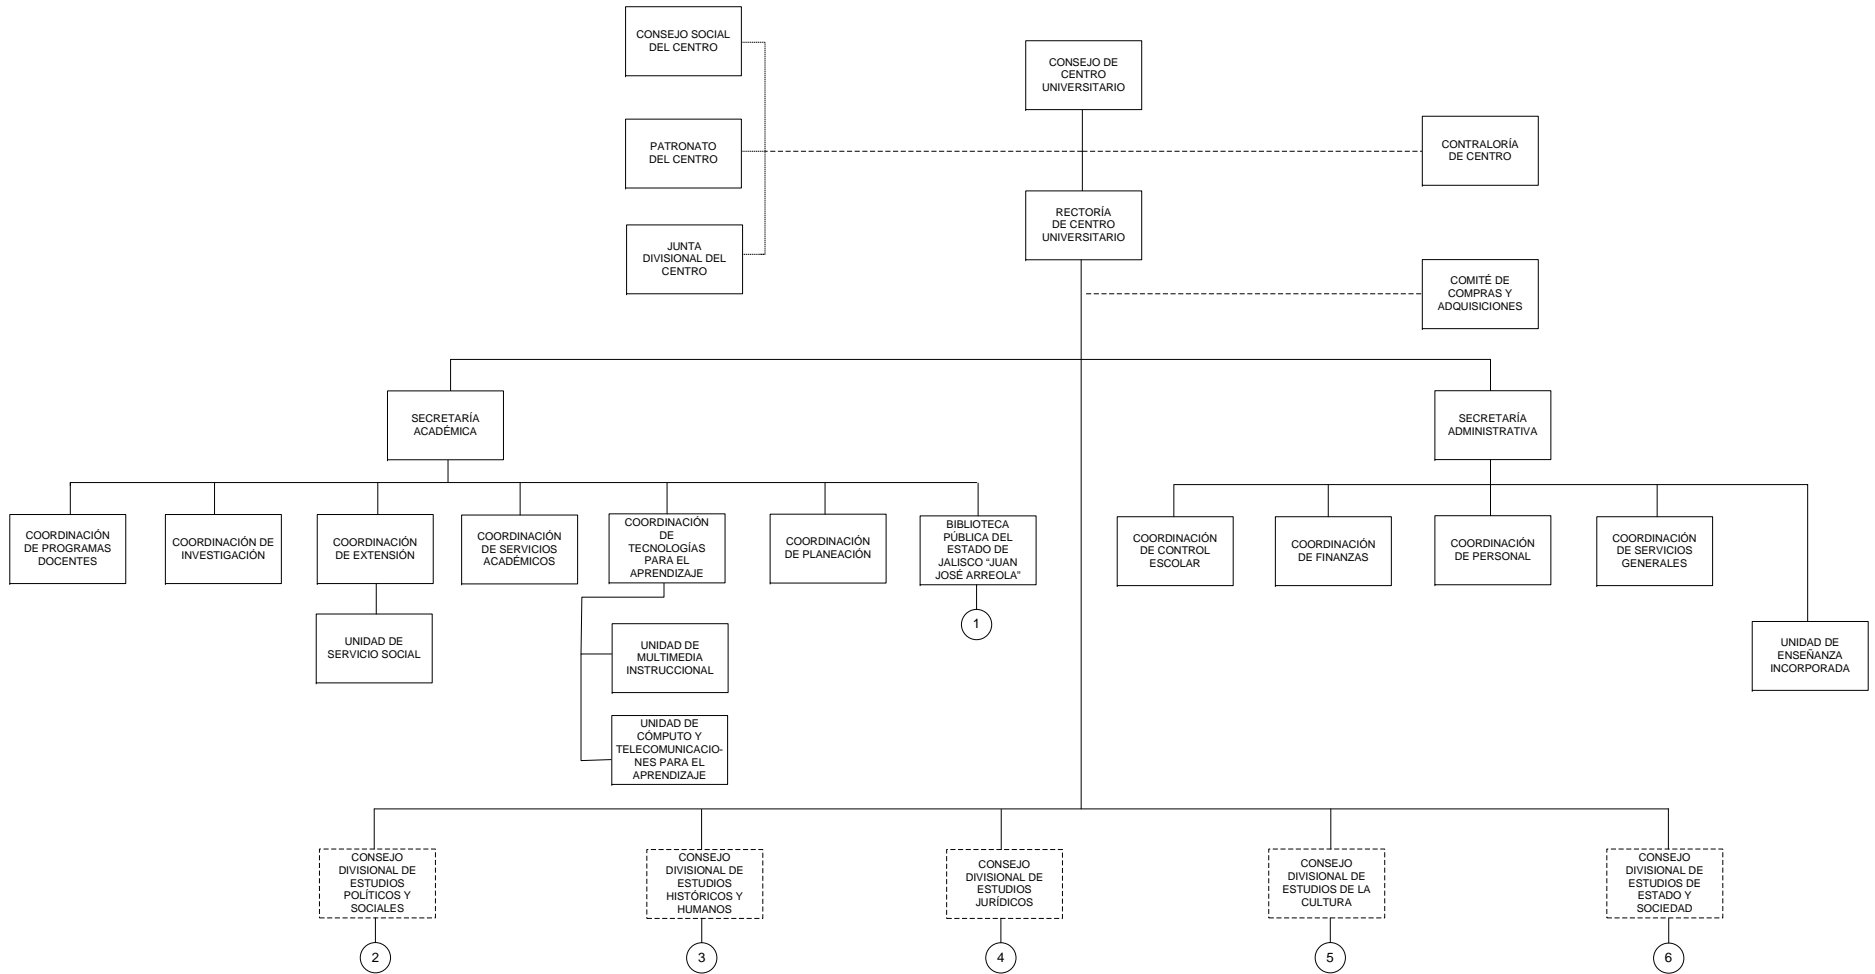 CONSEJO SOCIAL
DEL CENTRO
CONSEJO DE
CENTRO
UNIVERSITARIO
PATRONATO
DEL CENTRO
CONTRALORÍA
DE CENTRO
RECTORÍA
DE CENTRO
UNIVERSITARIO
JUNTA
DIVISIONAL DEL
CENTRO
COMITÉ DE
COMPRAS Y
ADQUISICIONES
SECRETARÍA
ACADÉMICA
SECRETARÍA
ADMINISTRATIVA
COORDINACIÓN
DE PROGRAMAS
DOCENTES
COORDINACIÓN DE
INVESTIGACIÓN
COORDINACIÓN
DE EXTENSIÓN
COORDINACIÓN
DE SERVICIOS
ACADÉMICOS
COORDINACIÓN
DE
TECNOLOGÍAS
PARA EL
APRENDIZAJE
COORDINACIÓN
DE PLANEACIÓN
BIBLIOTECA
PÚBLICA DEL
ESTADO DE
JALISCO “JUAN
JOSÉ ARREOLA”
COORDINACIÓN
DE CONTROL
ESCOLAR
COORDINACIÓN
DE FINANZAS
COORDINACIÓN
DE PERSONAL
COORDINACIÓN
DE SERVICIOS
GENERALES
1
UNIDAD DE
SERVICIO SOCIAL
UNIDAD DE
MULTIMEDIA
INSTRUCCIONAL
UNIDAD DE
ENSEÑANZA
INCORPORADA
UNIDAD DE
CÓMPUTO Y
TELECOMUNICACIO-
NES PARA EL
APRENDIZAJE
CONSEJO
DIVISIONAL DE
ESTUDIOS
POLÍTICOS Y
SOCIALES
CONSEJO
DIVISIONAL DE
ESTUDIOS
HISTÓRICOS Y
HUMANOS
CONSEJO
DIVISIONAL DE
ESTUDIOS
JURÍDICOS
CONSEJO
DIVISIONAL DE
ESTUDIOS DE LA
CULTURA
CONSEJO
DIVISIONAL DE
ESTUDIOS DE
ESTADO Y
SOCIEDAD
2
3
4
5
6